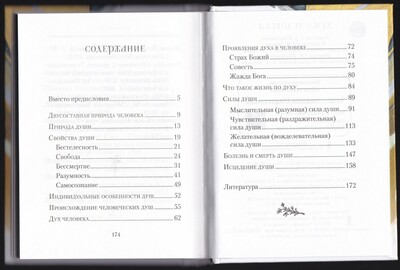 СОДЕРЖАНИЕ
Вместо предисловия 5
Двусоставная природа человека 9
Природа души 13
Свойства души 19
Бестелесность 21
Свобода 24
Бессмертие 31
Разумность 41
Самосознание 49
Индивидуальные особенности душ 52
Происхождение человеческих душ 55
Дух человека 62
174
Проявления духа в человеке 72
Страх Божий 74
Совесть 75
Жажда Бога 80
Что такое жизнь по духу 84
Силы души 89
Мыслительная (разумная) сила души 91
Чувствительная (раздражительная)
сила души 113
Желательная (вожделевательная) сила
души 133
Болезнь и смерть души 147
Исцеление души 158
Литература 172